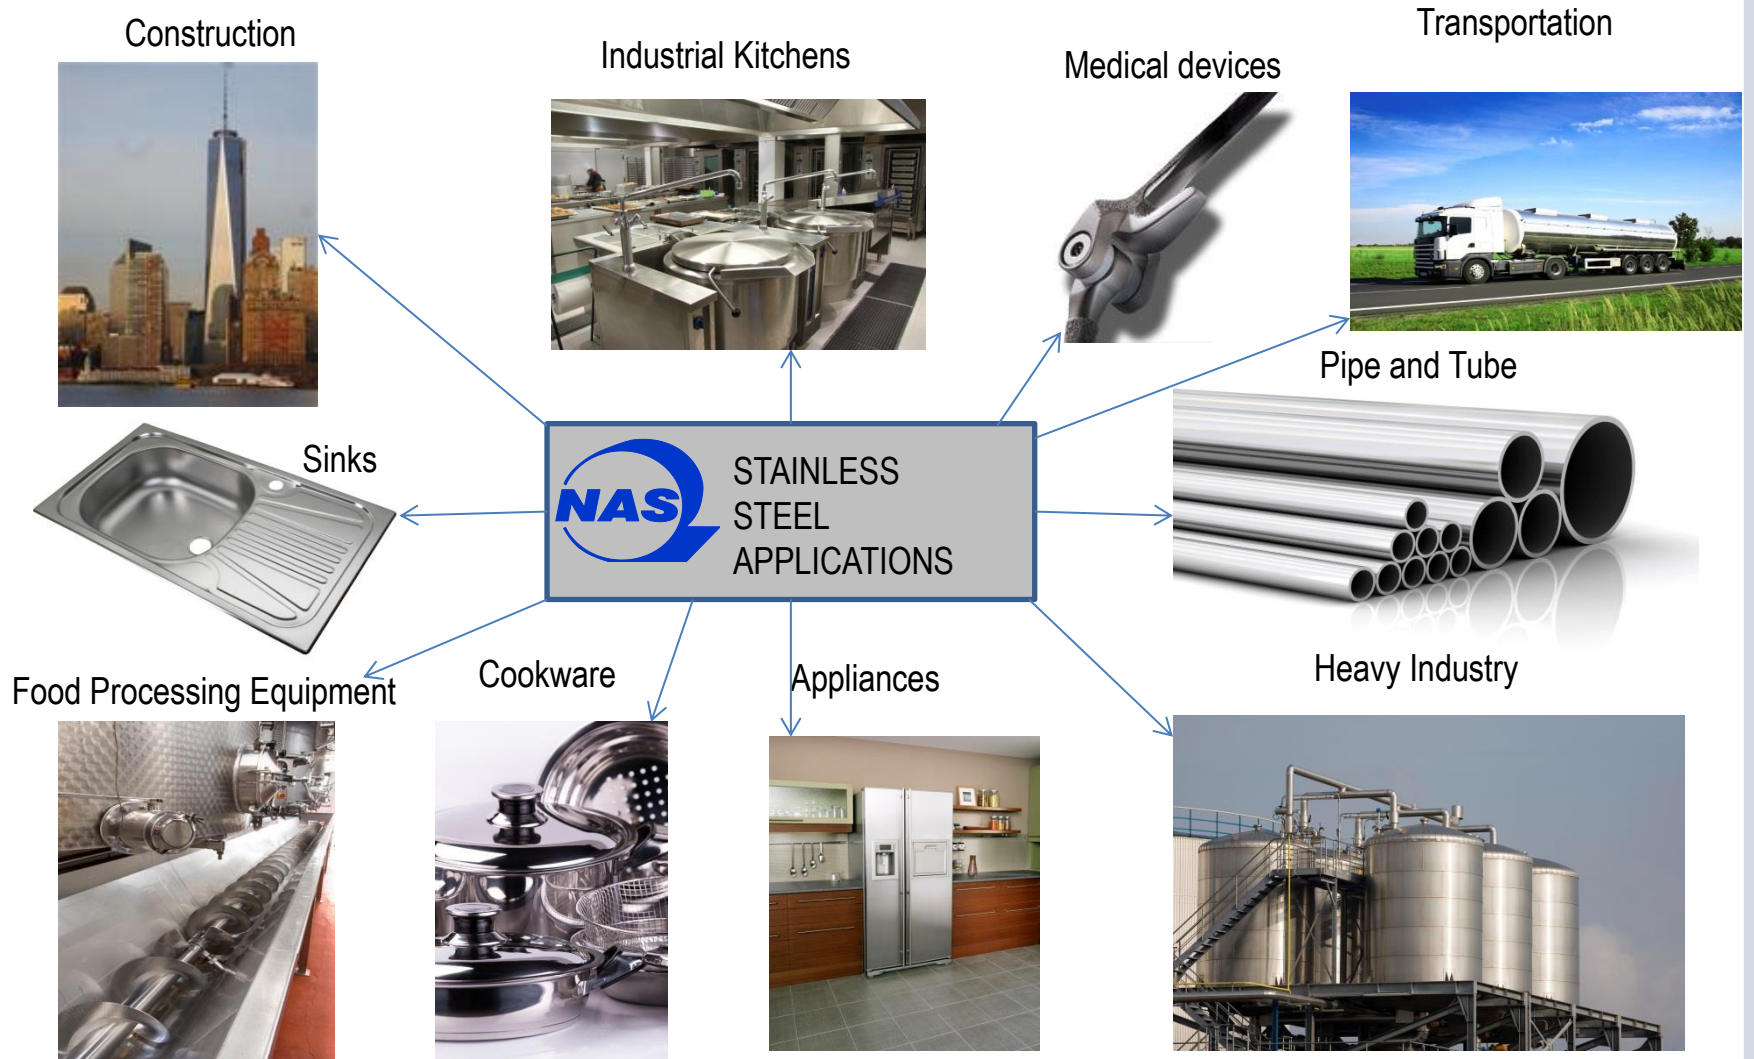 Construction
Industrial Kitchens
Medical devices
Transportation
Pipe and Tube
Sinks
NAS
STAINLESS
STEEL
APPLICATIONS
Food Processing Equipment
Cookware
Appliances
Heavy Industry